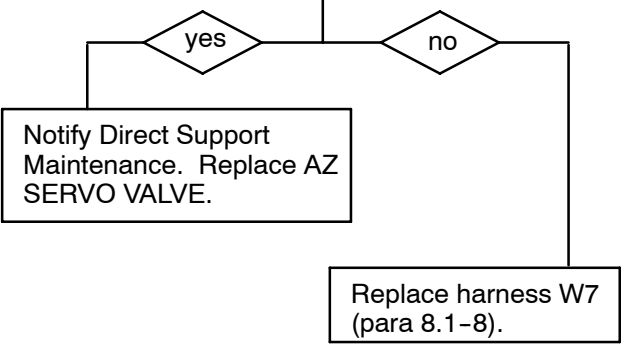 yes
no
Notify Direct Support
Maintenance. Replace AZ
SERVO VALVE.
Replace harness W7
(para 8.1-8).